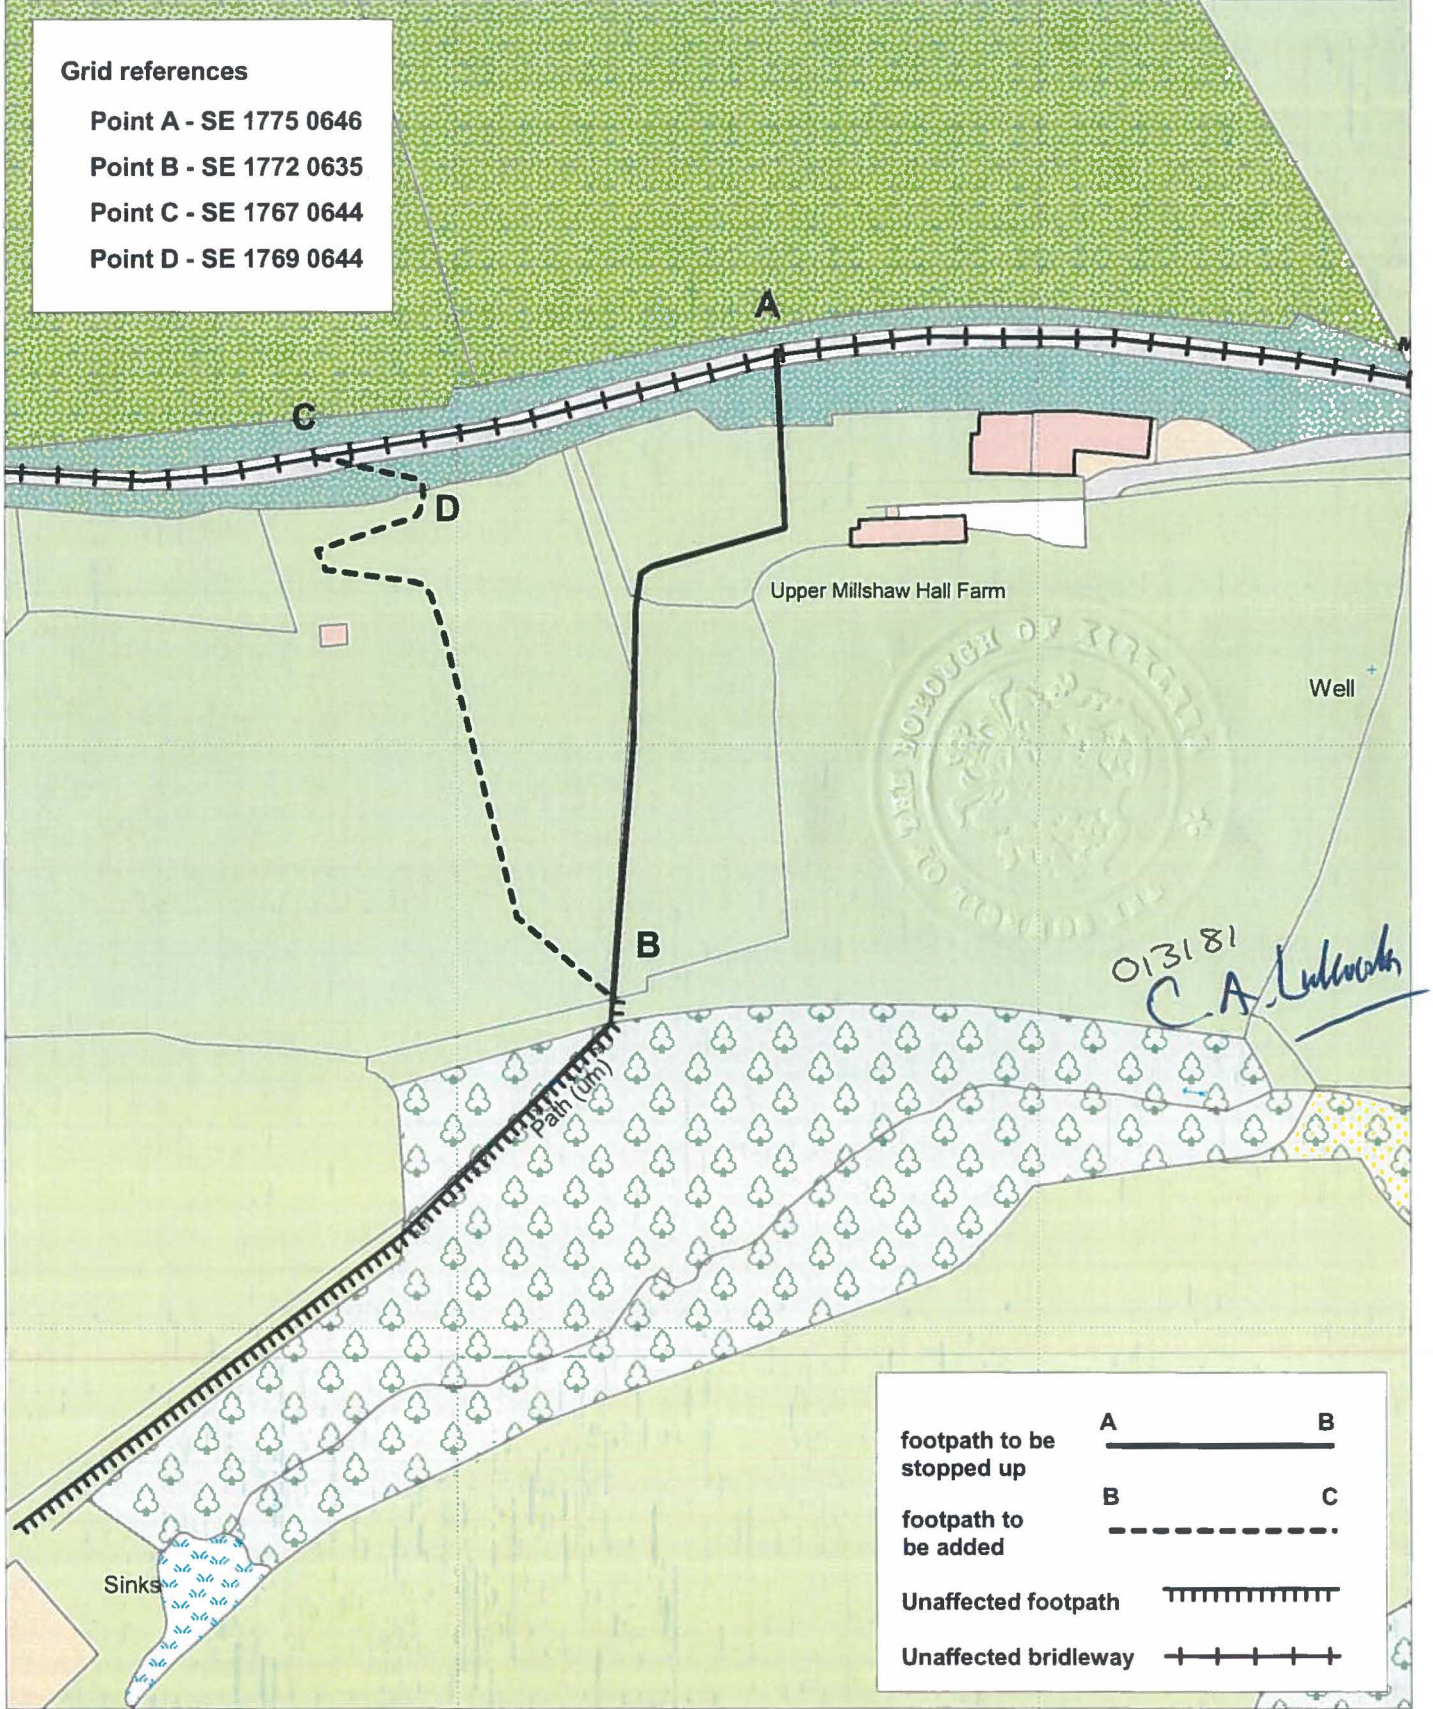 Grid references
Point A - SE 1775 0646
Point B - SE 1772 0635
Point C - SE 1767 0644
Point D - SE 1769 0644
A
C
D
Upper Millshaw Hall Farm
Well
B
013181
C. A.
Path (um)
Sinks
A B
footpath to be
stopped up
B C
footpath to
be added
Unaffected footpath
Unaffected bridleway